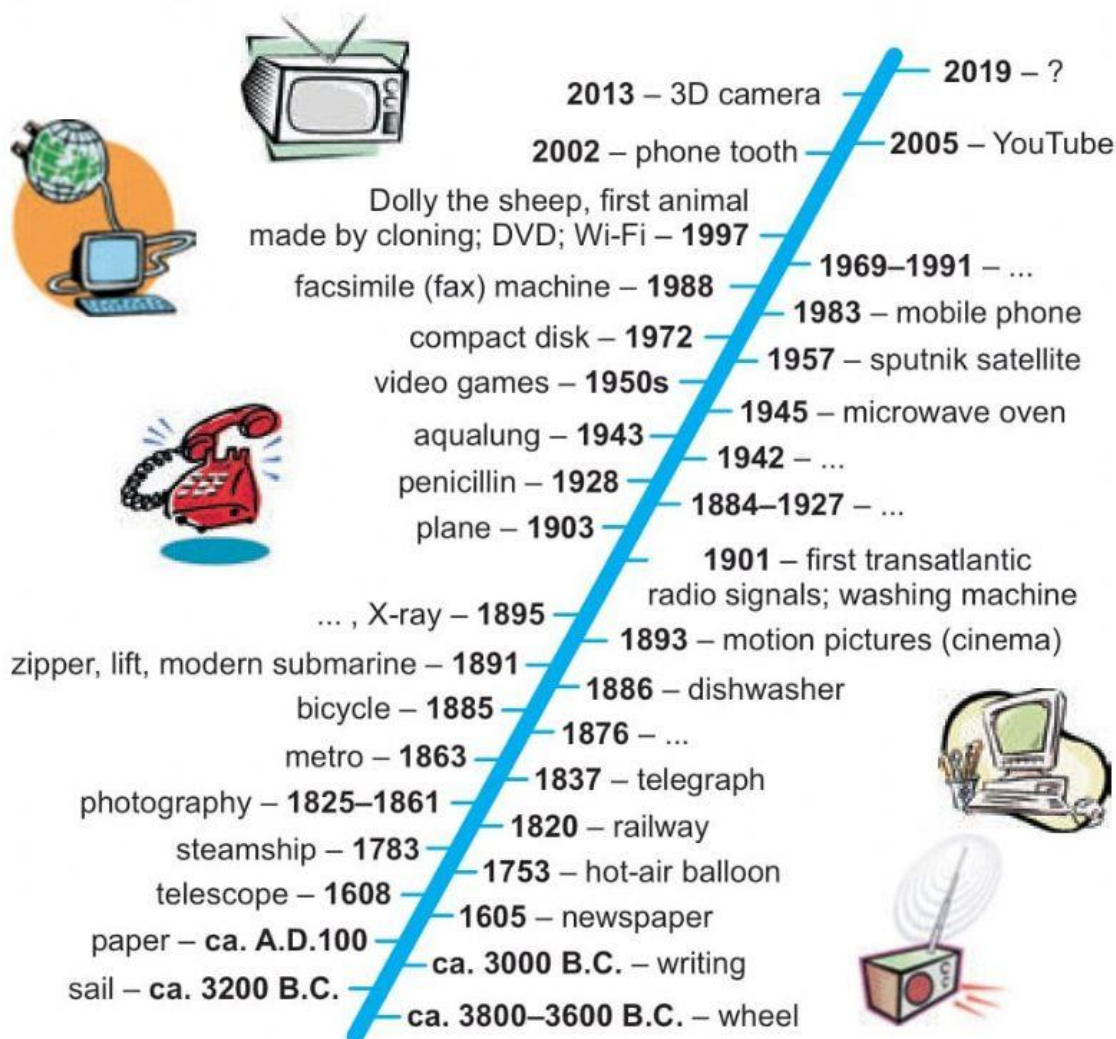 2019 – ?
2013 – 3D camera
2005 – YouTube
2002 – phone tooth
Dolly the sheep, first animal
made by cloning; DVD; Wi-Fi – 1997
1969–1991 – ...
facsimile (fax) machine – 1988
1983 – mobile phone
compact disk – 1972
1957 – sputnik satellite
video games – 1950s
1945 – microwave oven
aqualung – 1943
1942 – ...
penicillin – 1928
1884–1927 – ...
plane – 1903
1901 – first transatlantic
radio signals; washing machine
... , X-ray – 1895
1893 – motion pictures (cinema)
zipper, lift, modern submarine – 1891
1886 – dishwasher
bicycle – 1885
1876 – ...
metro – 1863
1837 – telegraph
photography – 1825–1861
1820 – railway
steamship – 1783
1753 – hot-air balloon
telescope – 1608
1605 – newspaper
paper – ca. A.D.100
ca. 3000 B.C. – writing
sail – ca. 3200 B.C.
ca. 3800–3600 B.C. – wheel